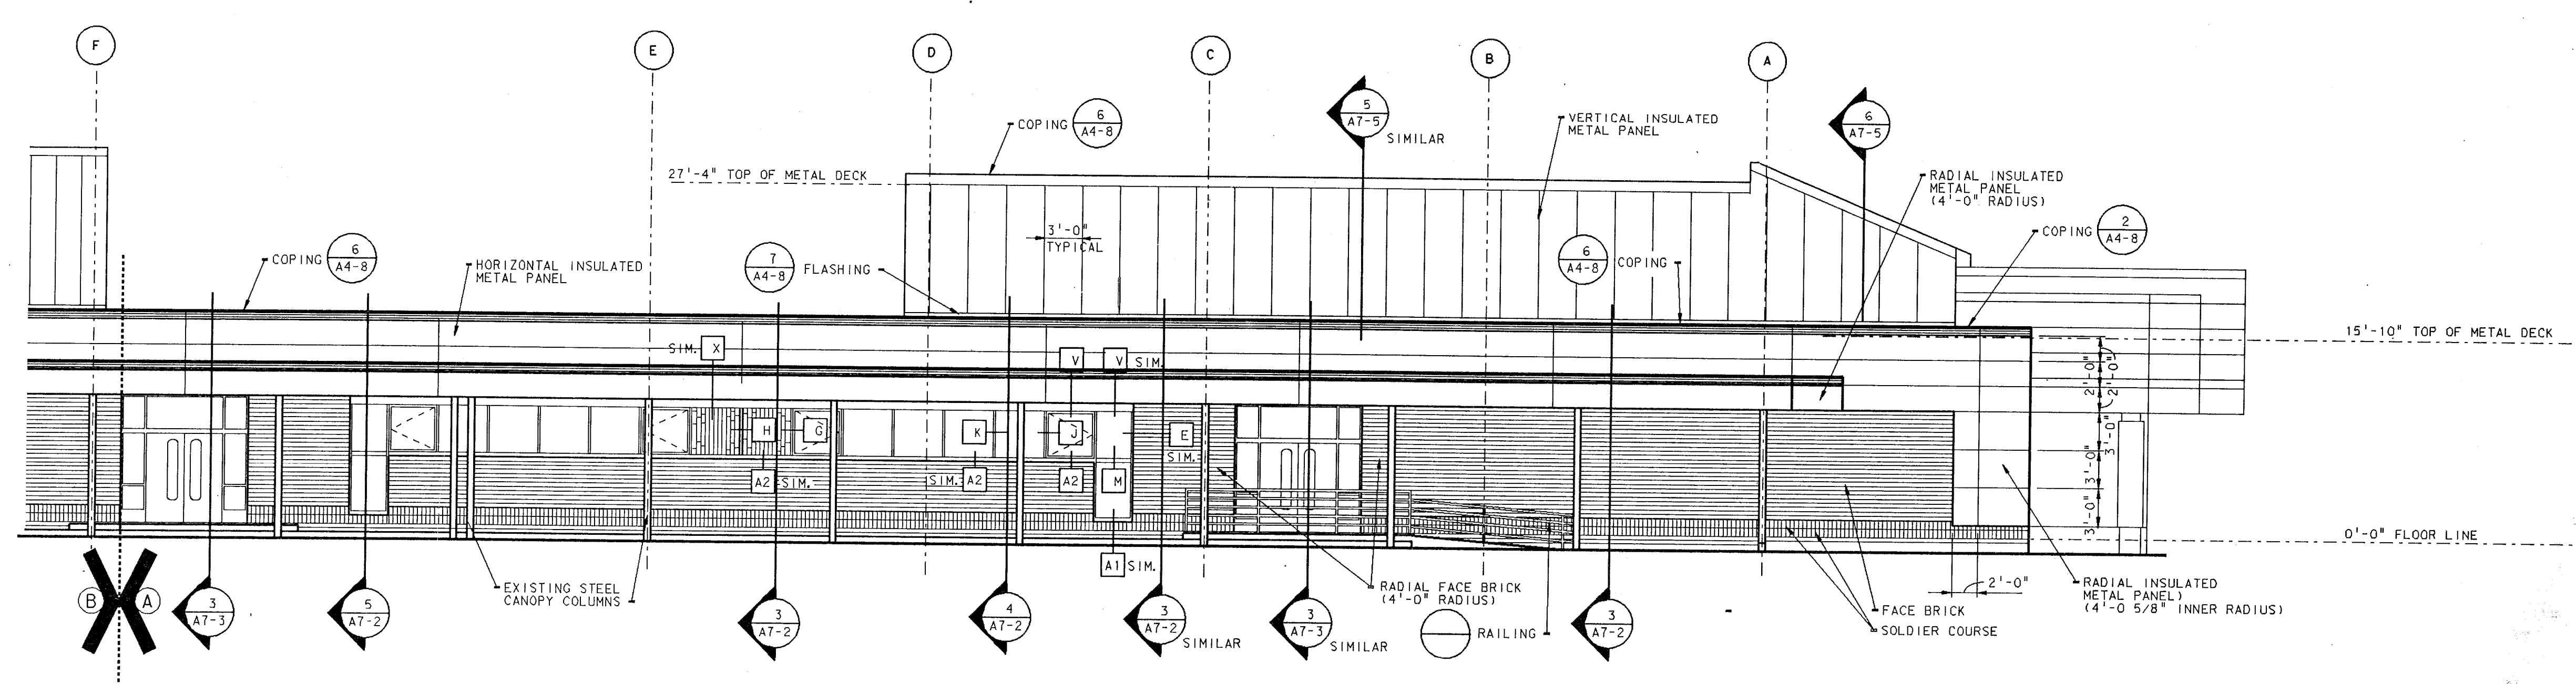 F
E
D
C
B
A
COPING
6
A4-8
5
A7-5
SIMILAR
VERTICAL INSULATED
METAL PANEL
6
A7-5
27'-4" TOP OF METAL DECK
RADIAL INSULATED
METAL PANEL
(4'-0" RADIUS)
COPING
2
A4-8
3'-0"
TYPICAL
COPING
6
A4-8
HORIZONTAL INSULATED
METAL PANEL
7
A4-8
FLASHING
6
A4-8
COPING
15'-10" TOP OF METAL DECK
SIM.
X
V
V
SIM.
2'-0"
2'-0"
3'-0"
3'-0"
3'-0"
H
G
K
J
E
SIM.
A2
SIM.
SIM.
A2
A2
M
A1
SIM.
0'-0" FLOOR LINE
B
A
3
A7-3
5
A7-2
EXISTING STEEL
CANOPY COLUMNS
3
A7-2
4
A7-2
3
A7-2
SIMILAR
3
A7-3
SIMILAR
RADIAL FACE BRICK
(4'-0" RADIUS)
RAILING
3
A7-2
2'-0"
FACE BRICK
SOLDIER COURSE
RADIAL INSULATED
METAL PANEL)
(4'-0 5/8" INNER RADIUS)